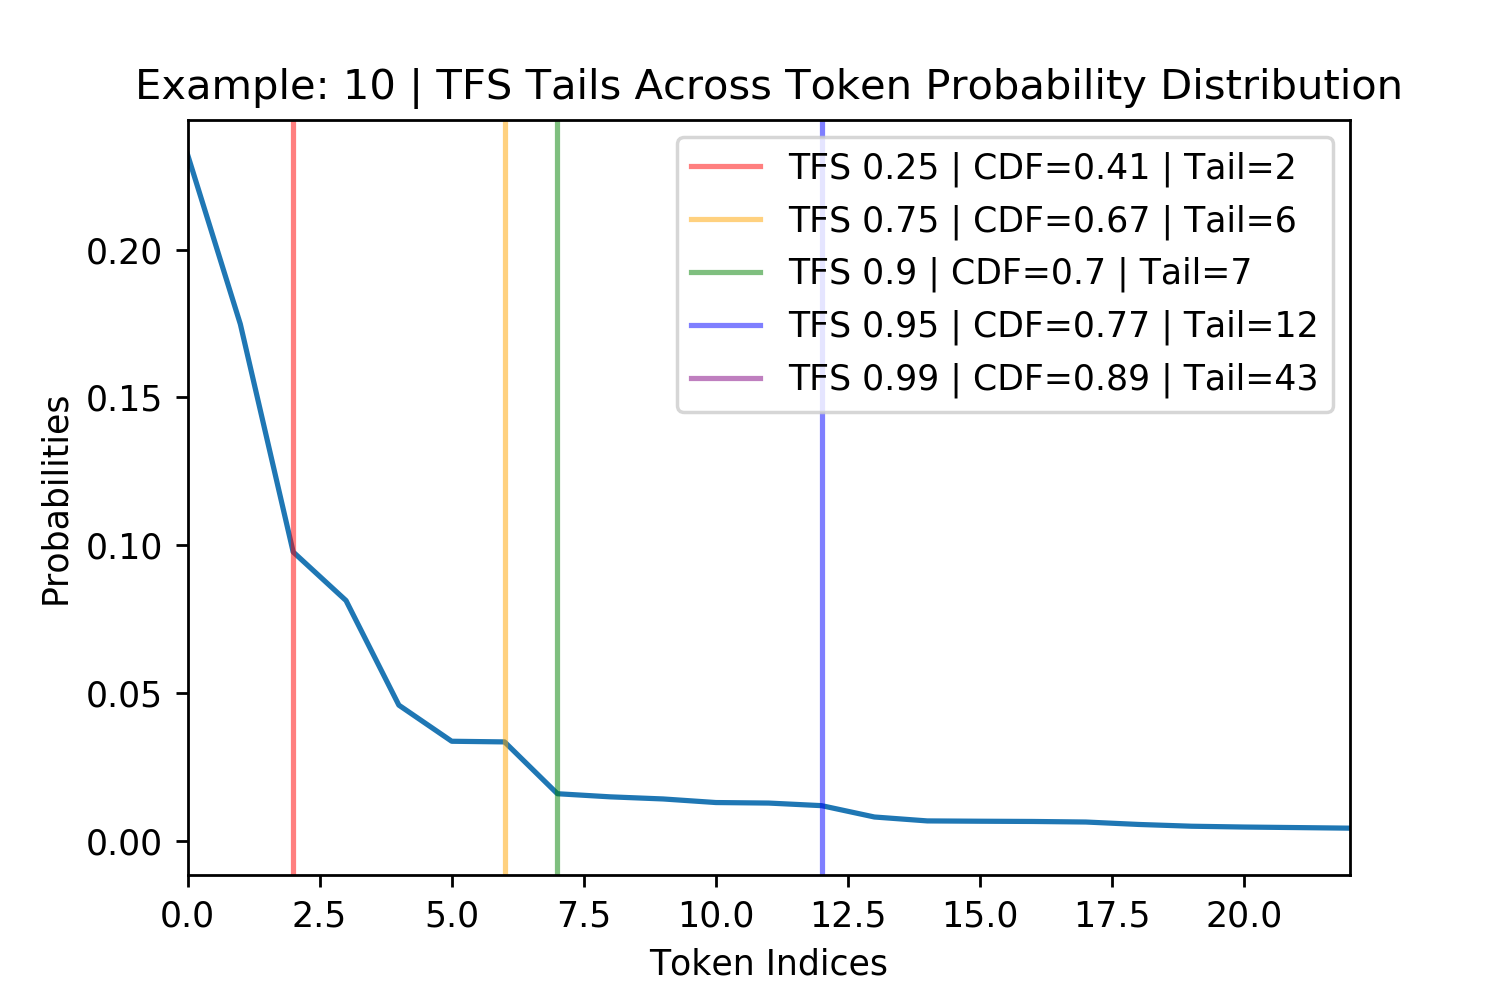 Example: 10 | TFS Tails Across Token Probability Distribution
TFS 0.25 | CDF=0.41 | Tail=2
TFS 0.75 | CDF=0.67 | Tail=6
TFS 0.9 | CDF=0.7 | Tail=7
TFS 0.95 | CDF=0.77 | Tail=12
TFS 0.99 | CDF=0.89 | Tail=43
Probabilities
0.20
0.15
0.10
0.05
0.00
0.0 2.5 5.0 7.5 10.0 12.5 15.0 17.5 20.0
Token Indices